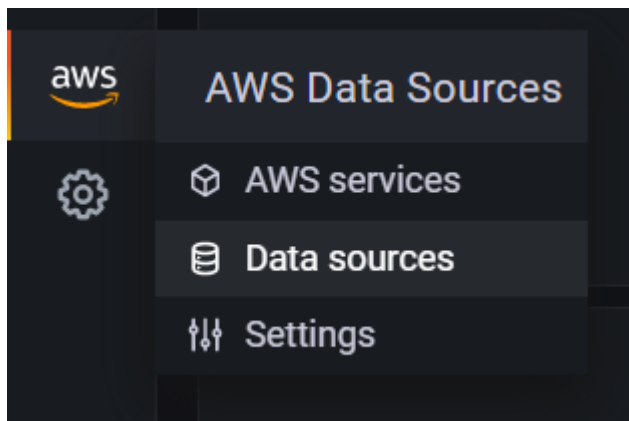 aws
AWS Data Sources
AWS services
Data sources
Settings